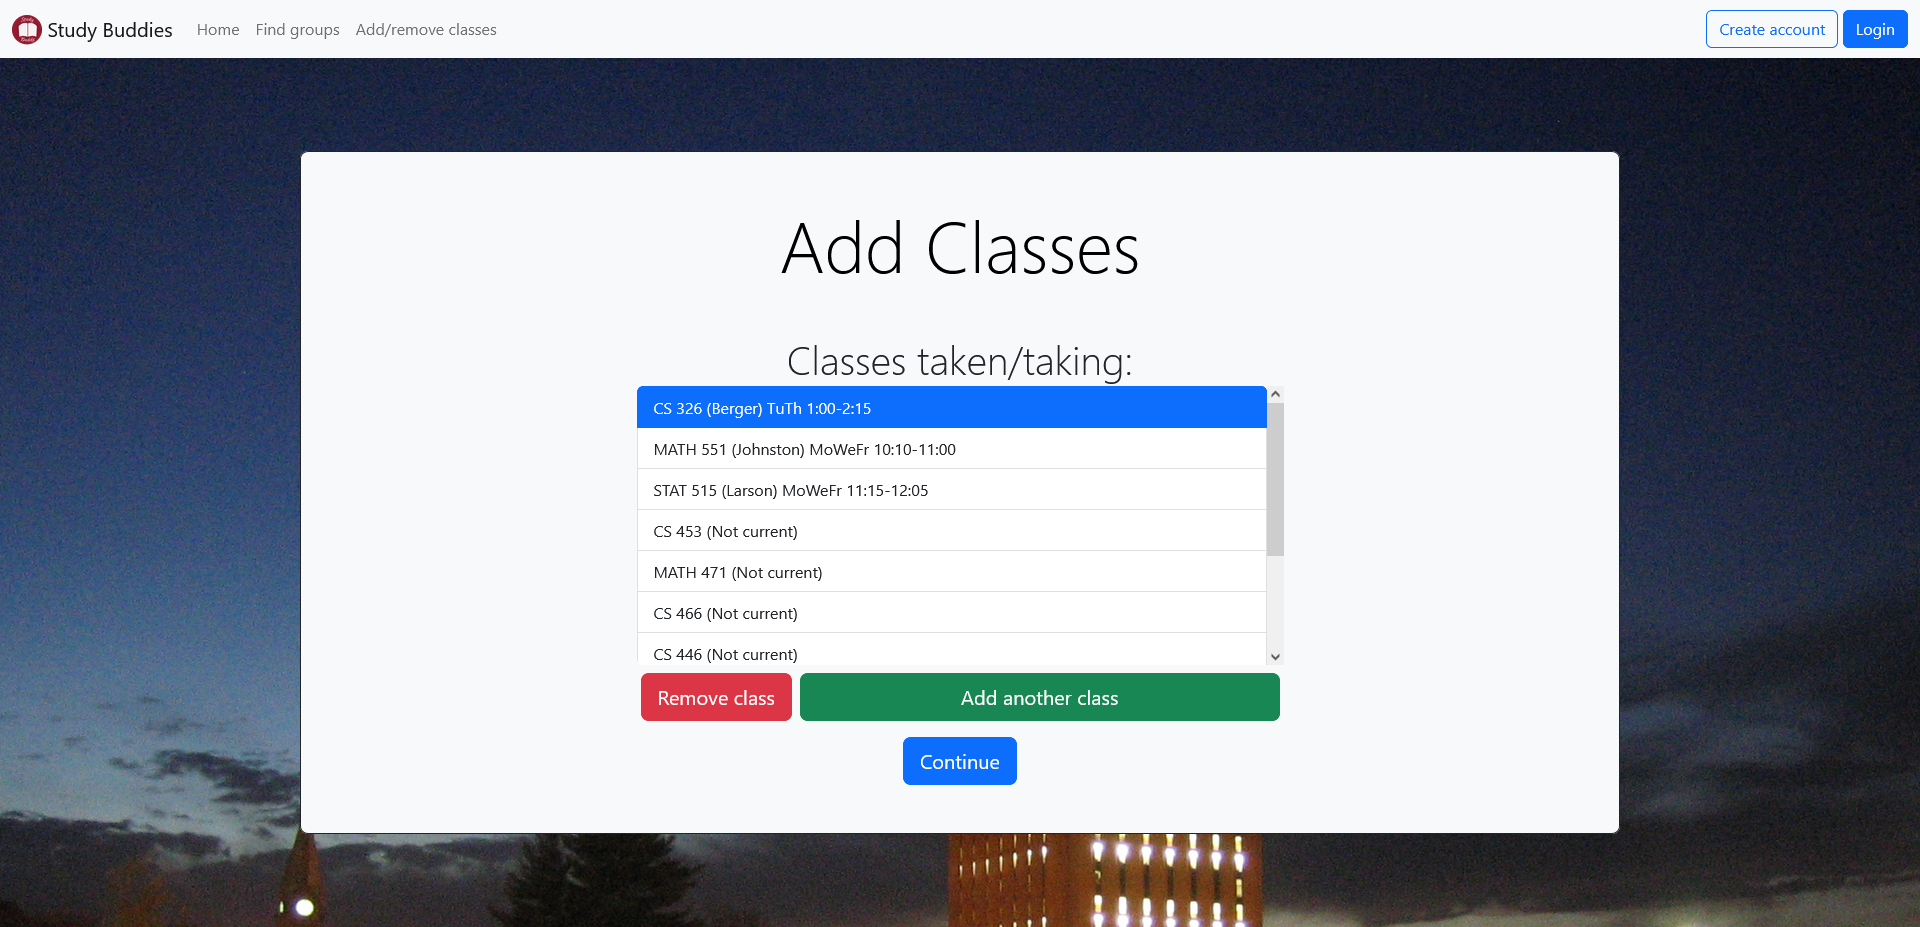 Study Buddies Home Find groups Add/remove classes Create account Login
Add Classes
Classes taken/taking:
CS 326 (Berger) TuTh 1:00-2:15
MATH 551 (Johnston) MoWeFr 10:10-11:00
STAT 515 (Larson) MoWeFr 11:15-12:05
CS 453 (Not current)
MATH 471 (Not current)
CS 466 (Not current)
CS 446 (Not current)
Remove class Add another class
Continue